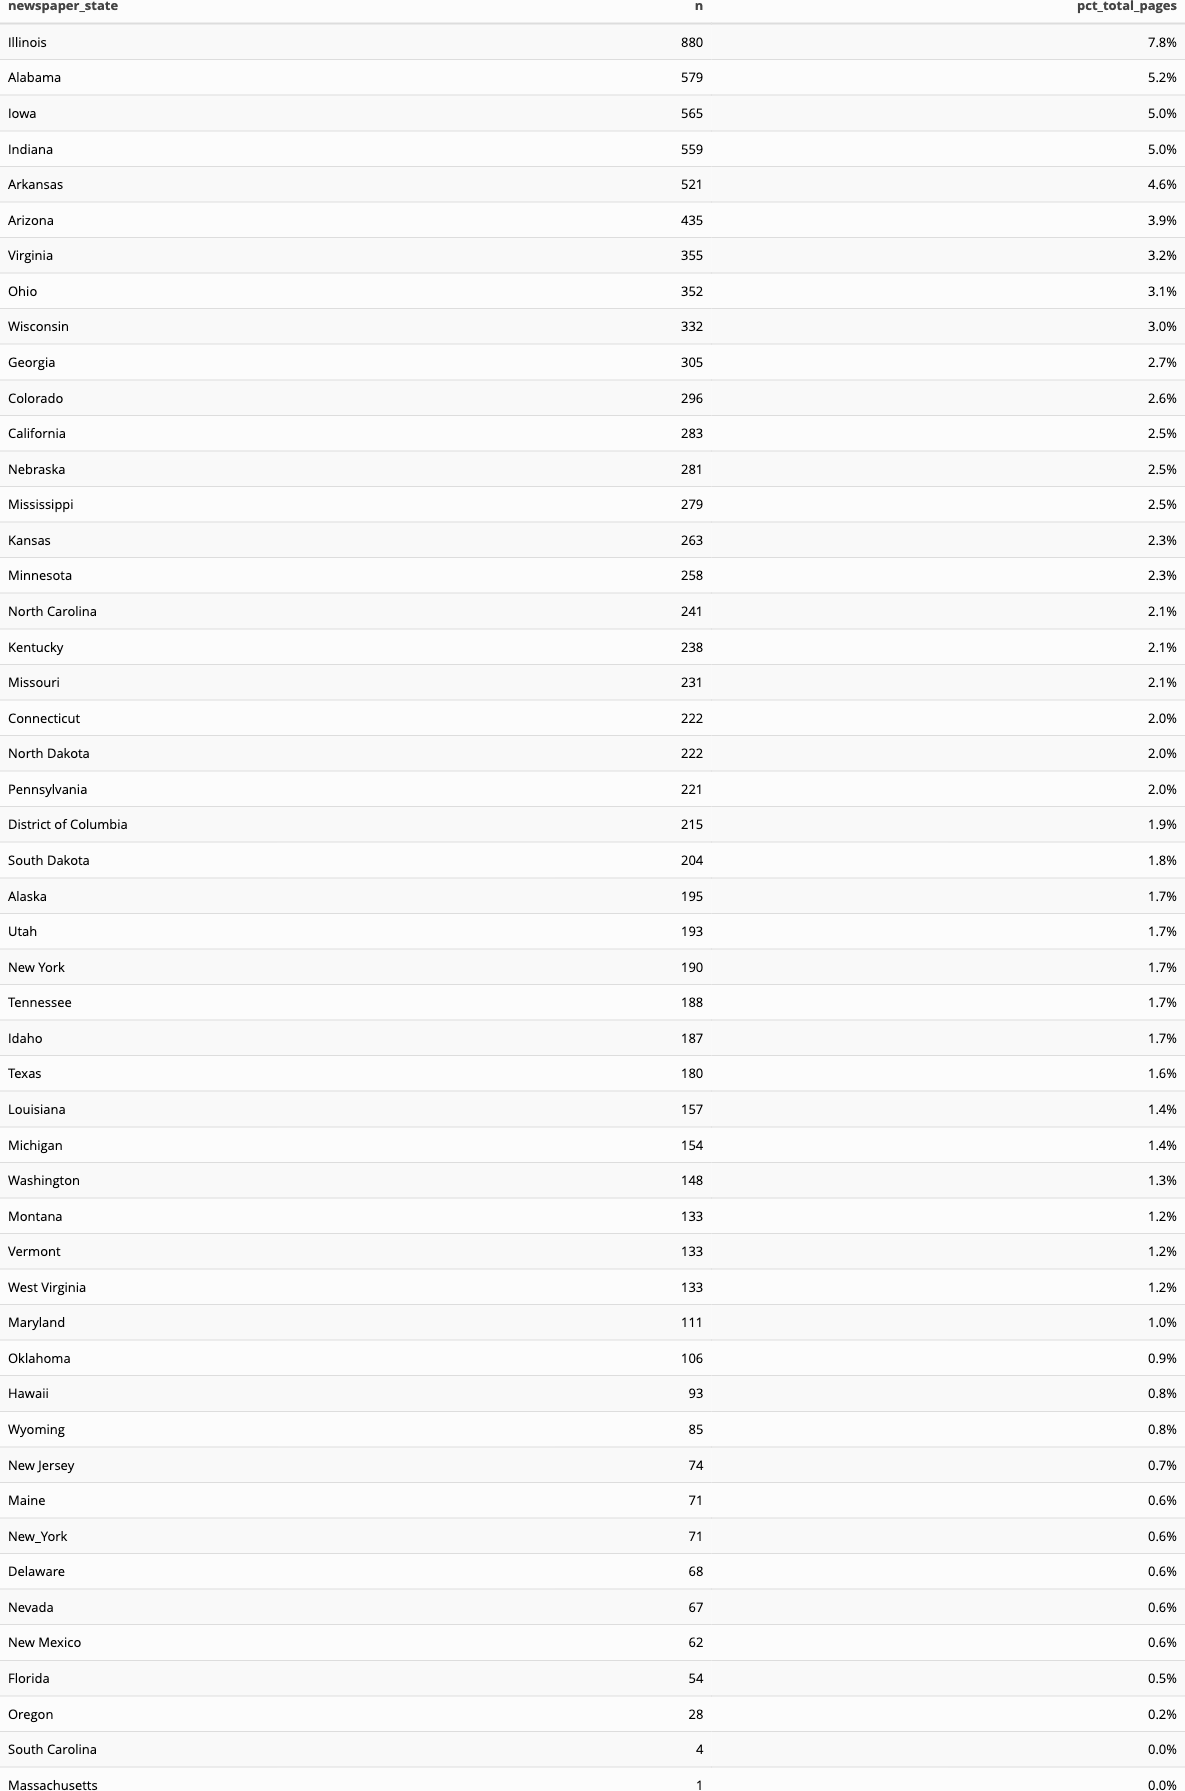 newspaper_state n pct_total_pages
Illinois 880 7.8%
Alabama 579 5.2%
Iowa 565 5.0%
Indiana 559 5.0%
Arkansas 521 4.6%
Arizona 435 3.9%
Virginia 355 3.2%
Ohio 352 3.1%
Wisconsin 332 3.0%
Georgia 305 2.7%
Colorado 296 2.6%
California 283 2.5%
Nebraska 281 2.5%
Mississippi 279 2.5%
Kansas 263 2.3%
Minnesota 258 2.3%
North Carolina 241 2.1%
Kentucky 238 2.1%
Missouri 231 2.1%
Connecticut 222 2.0%
North Dakota 222 2.0%
Pennsylvania 221 2.0%
District of Columbia 215 1.9%
South Dakota 204 1.8%
Alaska 195 1.7%
Utah 193 1.7%
New York 190 1.7%
Tennessee 188 1.7%
Idaho 187 1.7%
Texas 180 1.6%
Louisiana 157 1.4%
Michigan 154 1.4%
Washington 148 1.3%
Montana 133 1.2%
Vermont 133 1.2%
West Virginia 133 1.2%
Maryland 111 1.0%
Oklahoma 106 0.9%
Hawaii 93 0.8%
Wyoming 85 0.8%
New Jersey 74 0.7%
Maine 71 0.6%
New_York 71 0.6%
Delaware 68 0.6%
Nevada 67 0.6%
New Mexico 62 0.6%
Florida 54 0.5%
Oregon 28 0.2%
South Carolina 4 0.0%
Massachusetts 1 0.0%